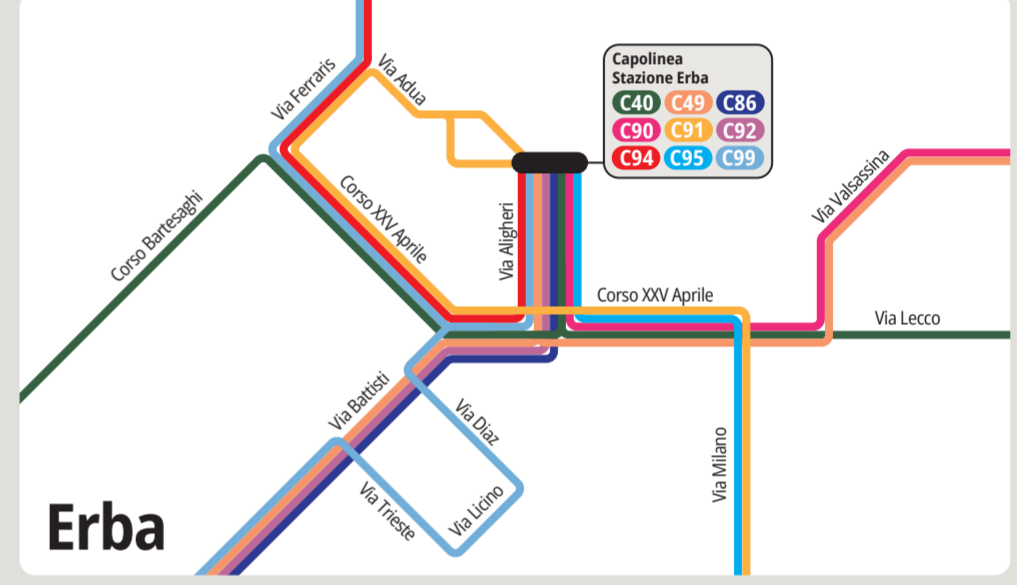 Via Ferraris
Via Adua
Capolinea
Stazione Erba
C40 C49 C86
C90 C91 C92
C94 C95 C99
Corso Bartesaghi
Corso XXV Aprile
Via Aligheri
Via Valsassina
Corso XXV Aprile
Via Lecco
Via Battisti
Via Diaz
Via Milano
Via Trieste
Via Licino
Erba